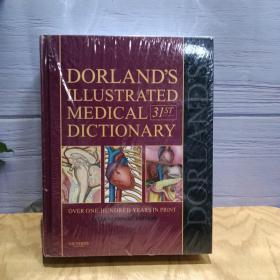 DORLAND'S
ILLUSTRATED
MEDICAL 31ST
DICTIONARY
OVER ONE HUNDRED YEARS IN PRINT
DORLAND'S